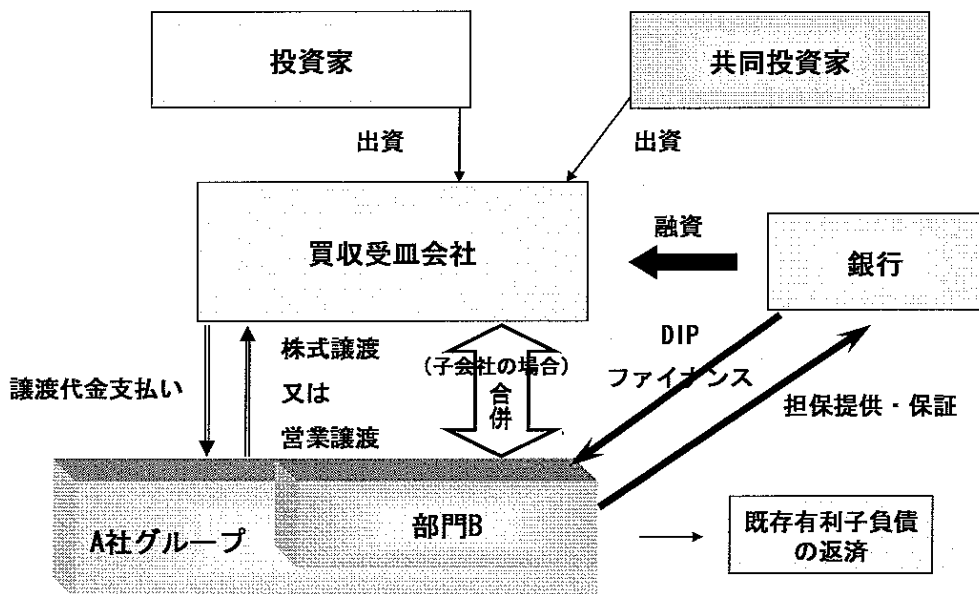 投資家
共同投資家
出資
出資
買収受皿会社
融資
銀行
譲渡代金支払い
株式譲渡
又は
営業譲渡
(子会社の場合)
合併
DIP
ファイナンス
担保提供・保証
A社グループ
部門B
既存有利子負債
の返済